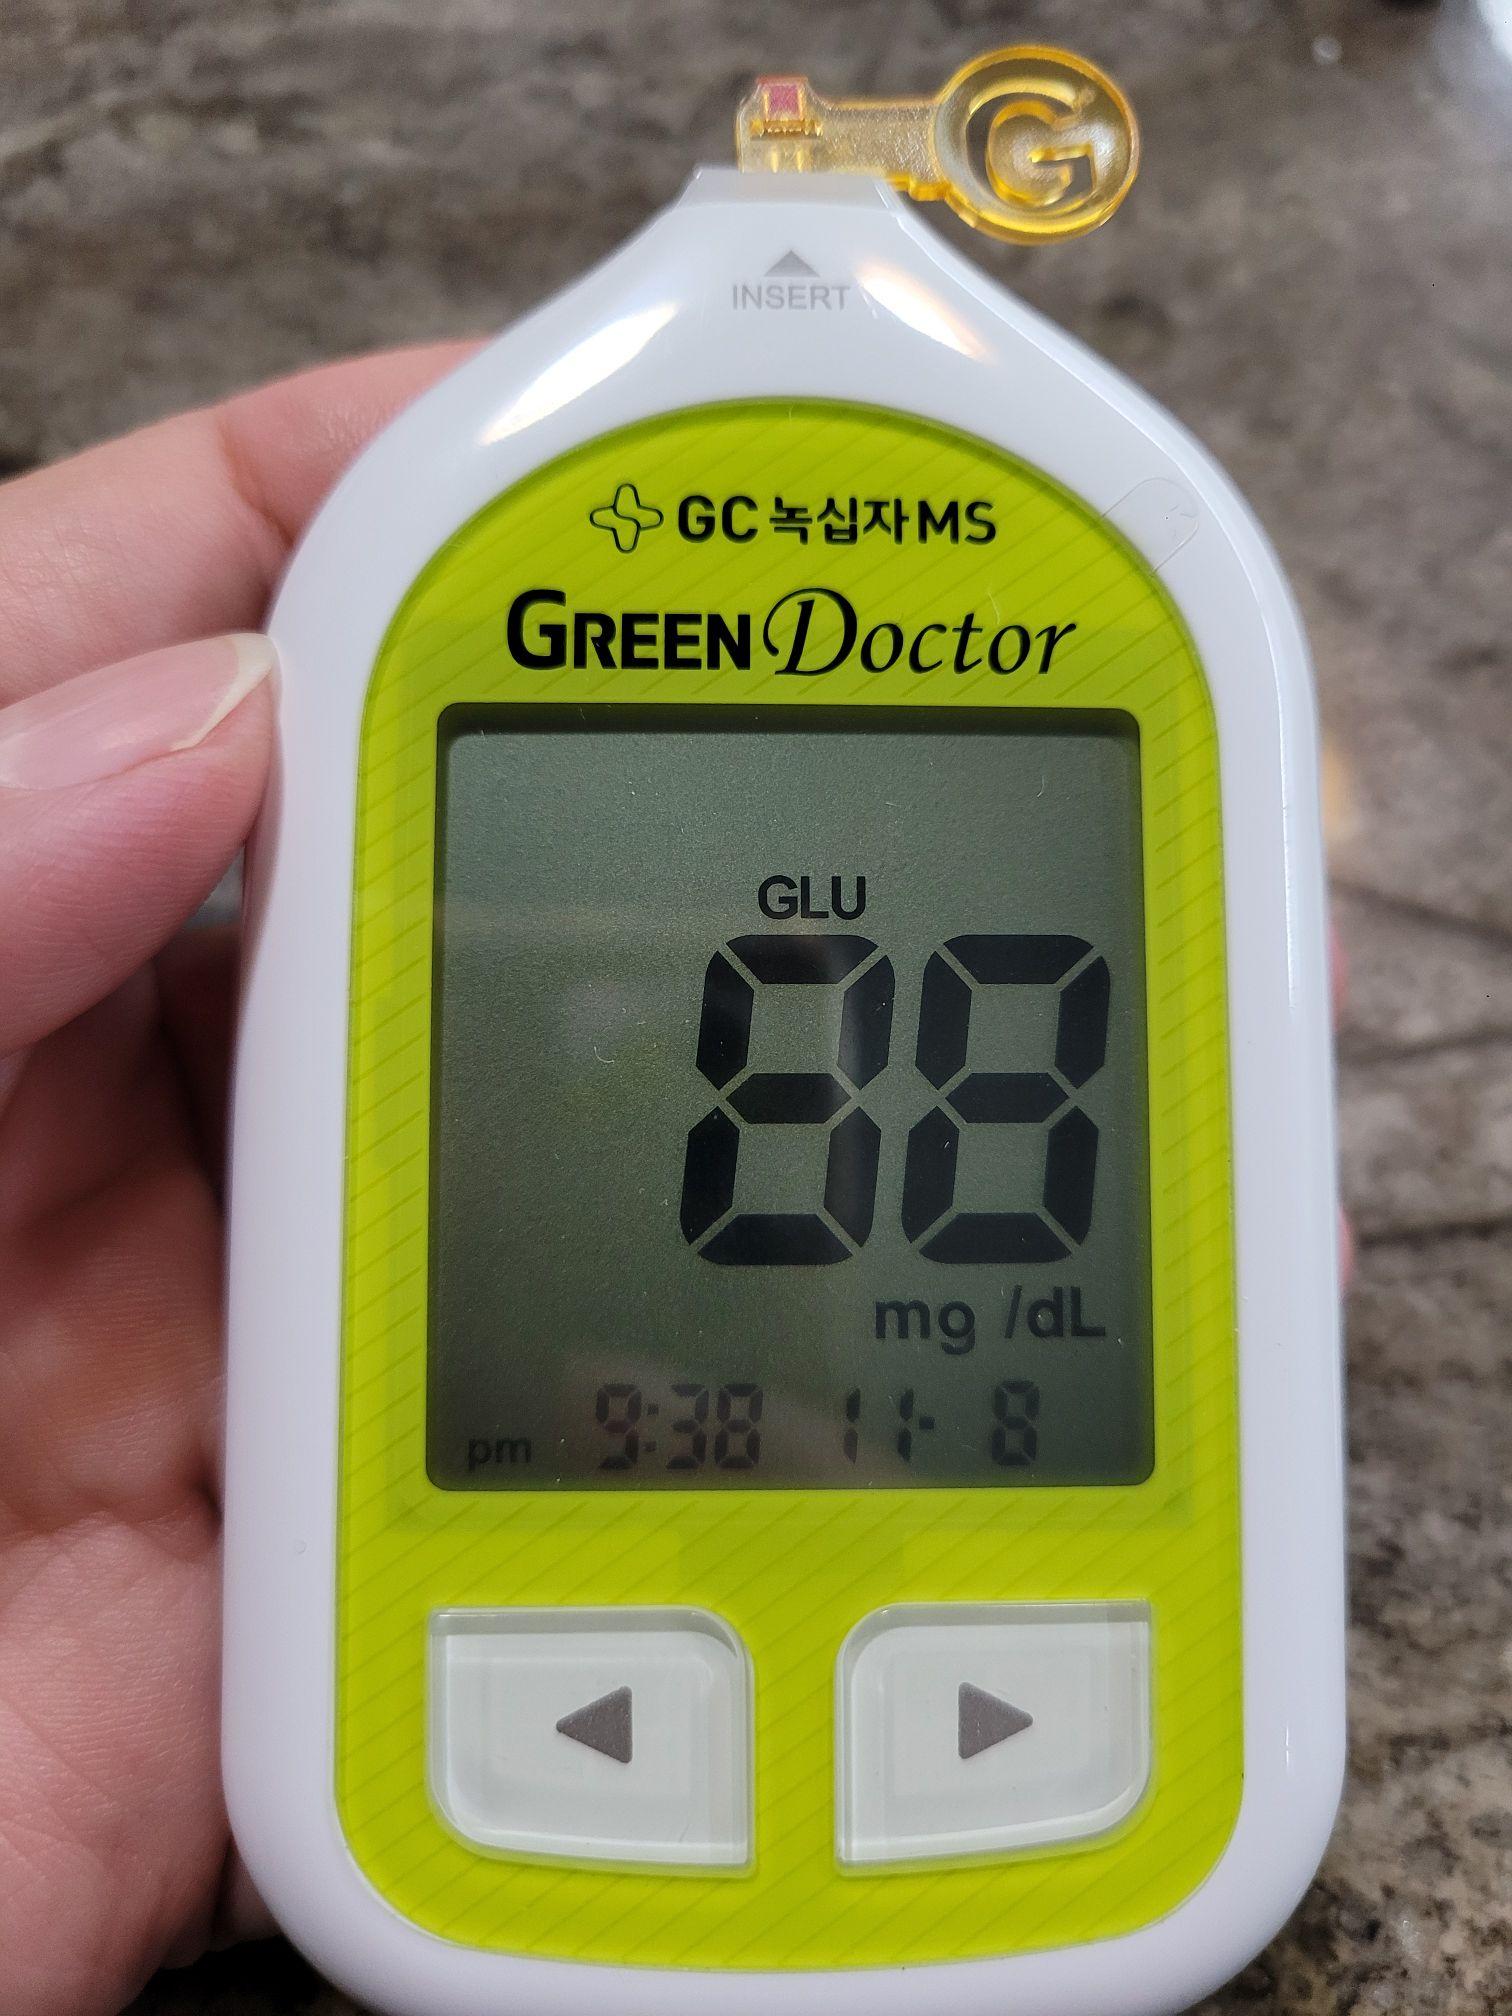 G
INSERT
GC 녹십자MS
GREEN Doctor
GLU
88
mg/dL
pm 9:38 11-8